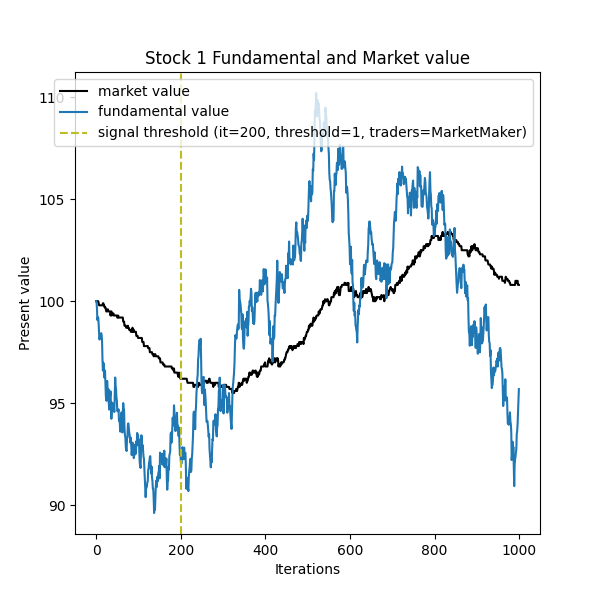 Stock 1 Fundamental and Market value
market value
fundamental value
signal threshold (it=200, threshold=1, traders=MarketMaker)
110
105
100
95
90
Present value
0 200 400 600 800 1000
Iterations